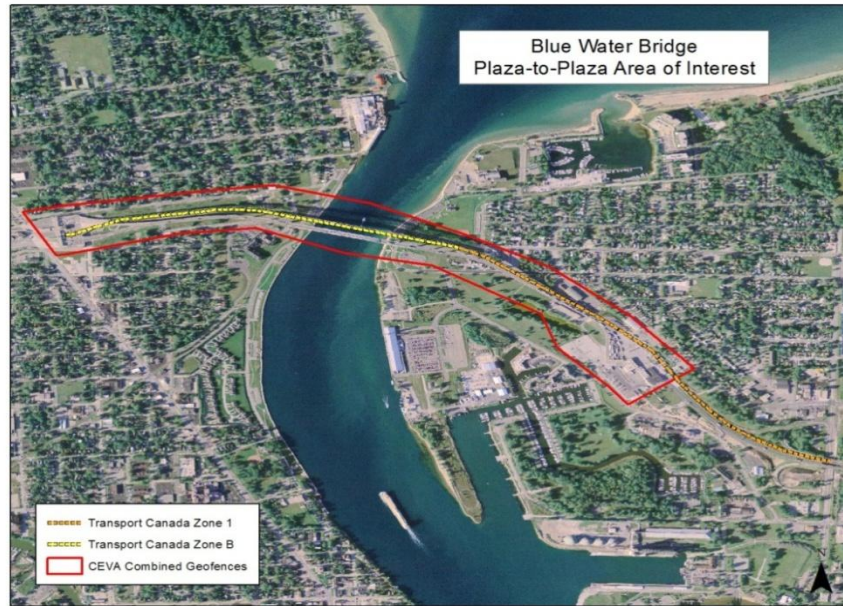 Blue Water Bridge
Plaza-to-Plaza Area of Interest
Transport Canada Zone 1
Transport Canada Zone B
CEVA Combined Geofences